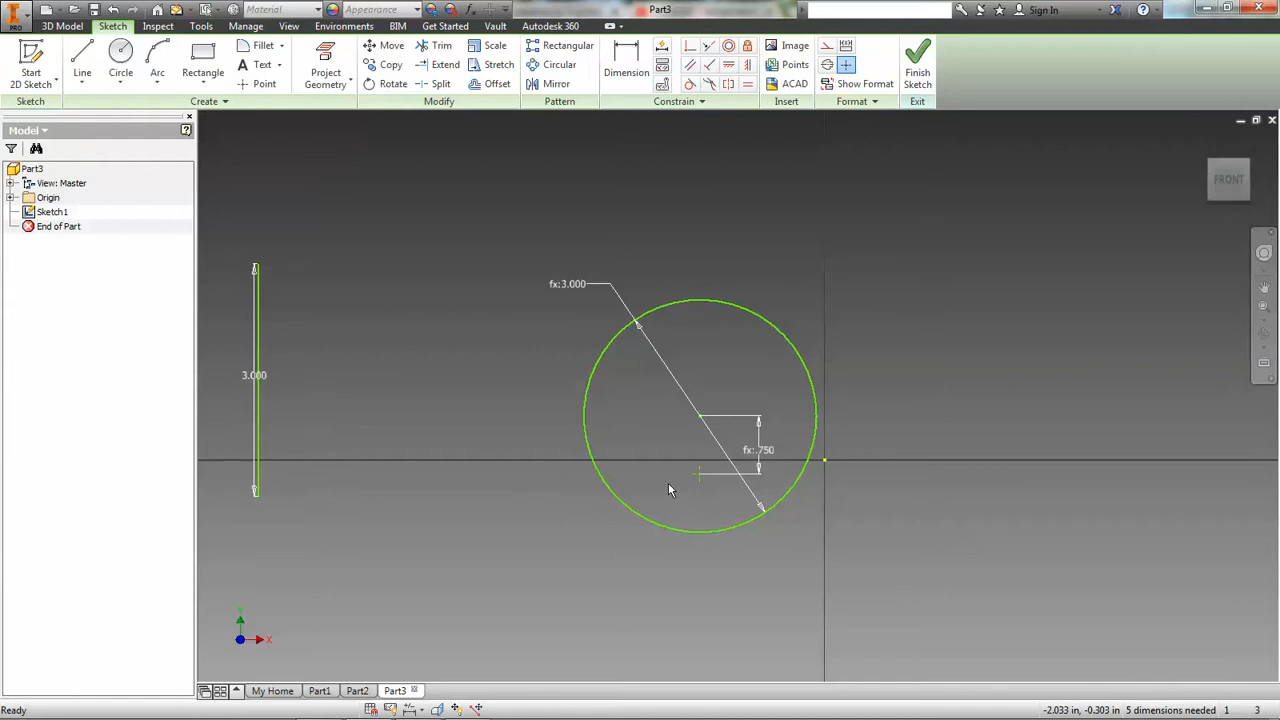 PRO
Material
Appearance
Part3
Sign In
3D Model Sketch Inspect Tools Manage View Environments BIM Get Started Vault Autodesk 360
Start
2D Sketch
Line
Circle
Arc
Rectangle
Fillet
Text
Point
Project
Geometry
Move
Copy
Rotate
Trim
Extend
Split
Scale
Stretch
Offset
Rectangular
Circular
Mirror
Dimension
Image
Points
ACAD
Show Format
Finish
Sketch
Sketch Create Modify Pattern Constrain Insert Format Exit
Model
Part3
View: Master
Origin
Sketch1
End of Part
FRONT
fx:3.000
3.000
fx:.750
Y
X
My Home Part1 Part2 Part3
Ready
-2.033 in, -0.303 in 5 dimensions needed 1 3